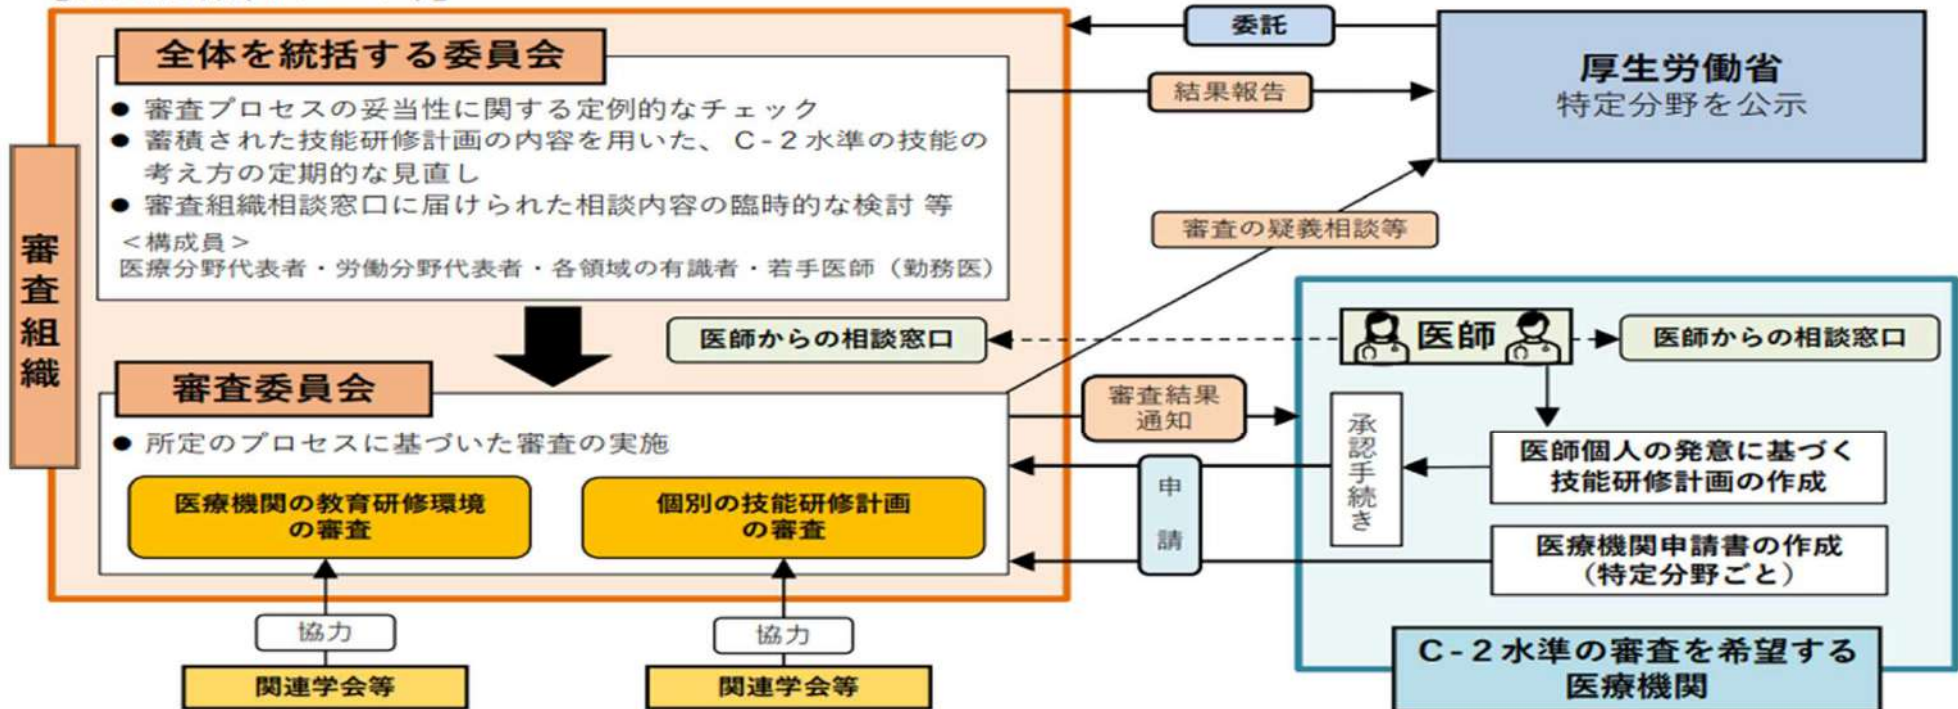 審査組織
全体を統括する委員会
● 審査プロセスの妥当性に関する定例的なチェック
● 蓄積された技能研修計画の内容を用いた、C-2水準の技能の
考え方の定期的な見直し
● 審査組織相談窓口に届けられた相談内容の臨時的な検討 等
<構成員>
医療分野代表者・労働分野代表者・各領域の有識者・若手医師（勤務医）
医師からの相談窓口
審査委員会
● 所定のプロセスに基づいた審査の実施
医療機関の教育研修環境
の審査
個別の技能研修計画
の審査
協力
協力
関連学会等
関連学会等
委託
結果報告
審査の疑義相談等
審査結果
通知
申請
厚生労働省
特定分野を公示
医師
医師からの相談窓口
承認手続き
医師個人の発意に基づく
技能研修計画の作成
医療機関申請書の作成
（特定分野ごと）
C-2水準の審査を希望する
医療機関